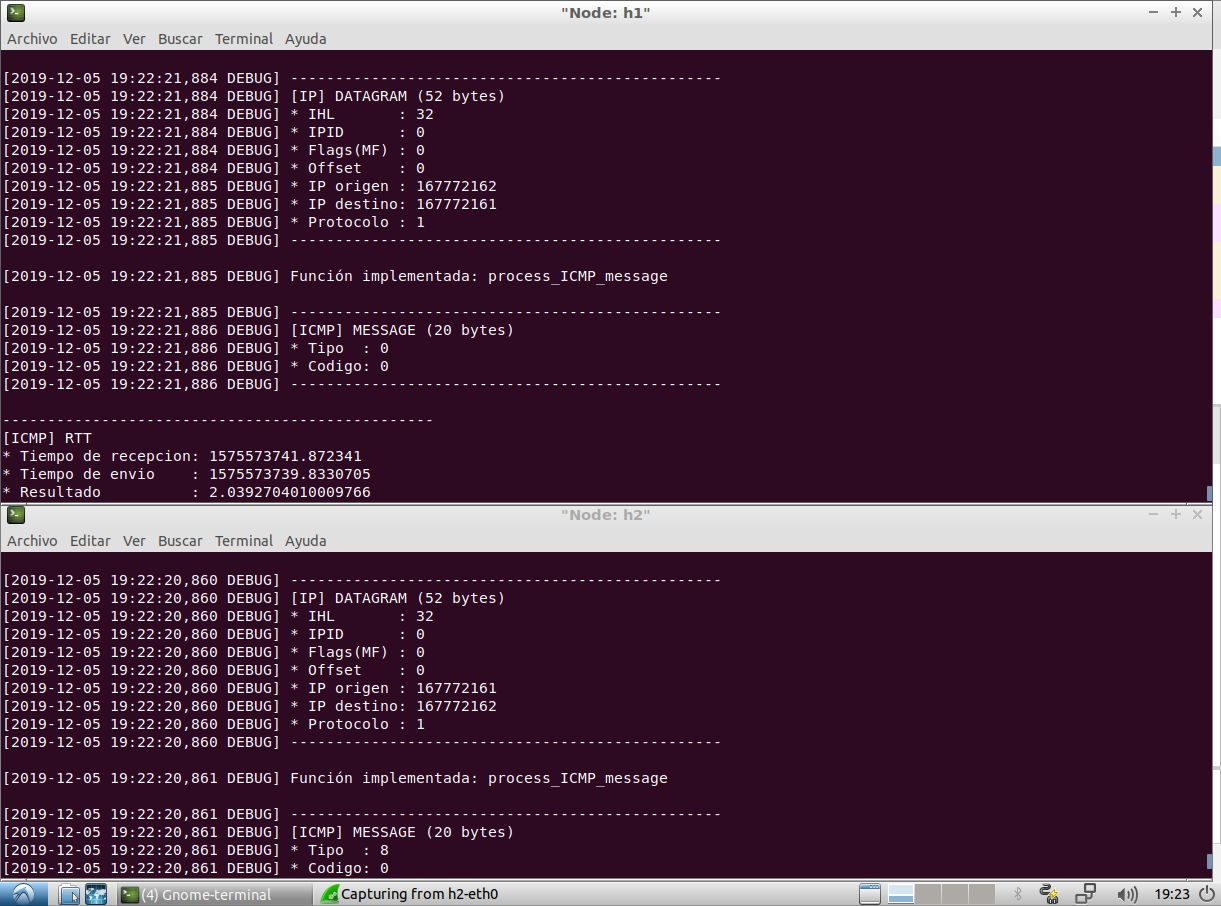 "Node: h1"
Archivo Editar Ver Buscar Terminal Ayuda
[2019-12-05 19:22:21,884 DEBUG] ------------------------------------------------
[2019-12-05 19:22:21,884 DEBUG] [IP] DATAGRAM (52 bytes)
[2019-12-05 19:22:21,884 DEBUG] * IHL       : 32
[2019-12-05 19:22:21,884 DEBUG] * IPID      : 0
[2019-12-05 19:22:21,884 DEBUG] * Flags(MF) : 0
[2019-12-05 19:22:21,884 DEBUG] * Offset    : 0
[2019-12-05 19:22:21,885 DEBUG] * IP origen : 167772162
[2019-12-05 19:22:21,885 DEBUG] * IP destino: 167772161
[2019-12-05 19:22:21,885 DEBUG] * Protocolo : 1
[2019-12-05 19:22:21,885 DEBUG] ------------------------------------------------
[2019-12-05 19:22:21,885 DEBUG] Función implementada: process_ICMP_message
[2019-12-05 19:22:21,885 DEBUG] ------------------------------------------------
[2019-12-05 19:22:21,886 DEBUG] [ICMP] MESSAGE (20 bytes)
[2019-12-05 19:22:21,886 DEBUG] * Tipo  : 0
[2019-12-05 19:22:21,886 DEBUG] * Codigo: 0
[2019-12-05 19:22:21,886 DEBUG] ------------------------------------------------
------------------------------------------------
[ICMP] RTT
* Tiempo de recepcion: 1575573741.872341
* Tiempo de envio    : 1575573739.8330705
* Resultado          : 2.0392704010009766
"Node: h2"
Archivo Editar Ver Buscar Terminal Ayuda
[2019-12-05 19:22:20,860 DEBUG] ------------------------------------------------
[2019-12-05 19:22:20,860 DEBUG] [IP] DATAGRAM (52 bytes)
[2019-12-05 19:22:20,860 DEBUG] * IHL       : 32
[2019-12-05 19:22:20,860 DEBUG] * IPID      : 0
[2019-12-05 19:22:20,860 DEBUG] * Flags(MF) : 0
[2019-12-05 19:22:20,860 DEBUG] * Offset    : 0
[2019-12-05 19:22:20,860 DEBUG] * IP origen : 167772161
[2019-12-05 19:22:20,860 DEBUG] * IP destino: 167772162
[2019-12-05 19:22:20,860 DEBUG] * Protocolo : 1
[2019-12-05 19:22:20,860 DEBUG] ------------------------------------------------
[2019-12-05 19:22:20,861 DEBUG] Función implementada: process_ICMP_message
[2019-12-05 19:22:20,861 DEBUG] ------------------------------------------------
[2019-12-05 19:22:20,861 DEBUG] [ICMP] MESSAGE (20 bytes)
[2019-12-05 19:22:20,861 DEBUG] * Tipo  : 8
[2019-12-05 19:22:20,861 DEBUG] * Codigo: 0
(4) Gnome-terminal Capturing from h2-eth0 19:23